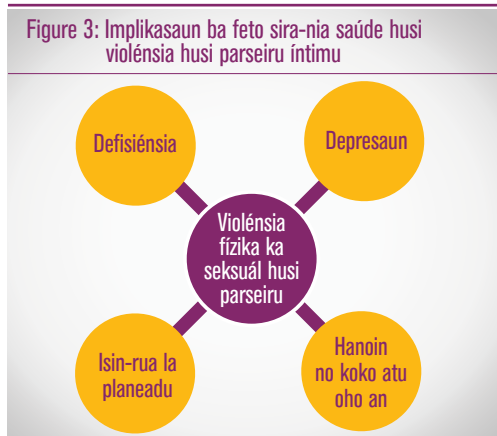 Figure 3: Implikasaun ba feto sira-nia saúde husi
violénsia husi parseiru íntimu
Defisiénsia
Depresaun
Violénsia
fízika ka
seksuál husi
parseiru
Isin-rua la
planeadu
Hanoin
no koko atu
oho an